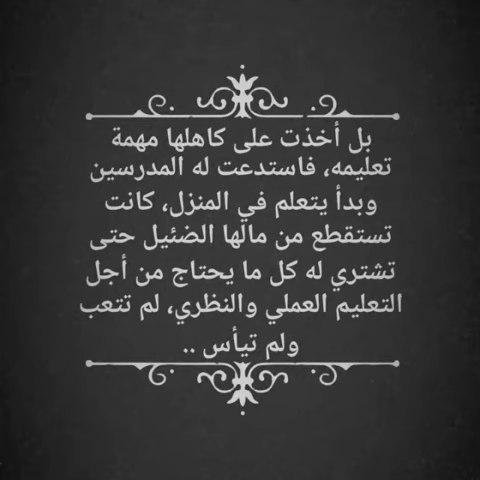 بل أخذت على كاهلها مهمة
تعليمه، فاستدعت له المدرسين
وبدأ يتعلم في المنزل، كانت
تستقطع من مالها الضئيل حتى
تشتري له كل ما يحتاج من أجل
التعليم العملي والنظري، لم تتعب
ولم تيأس ..